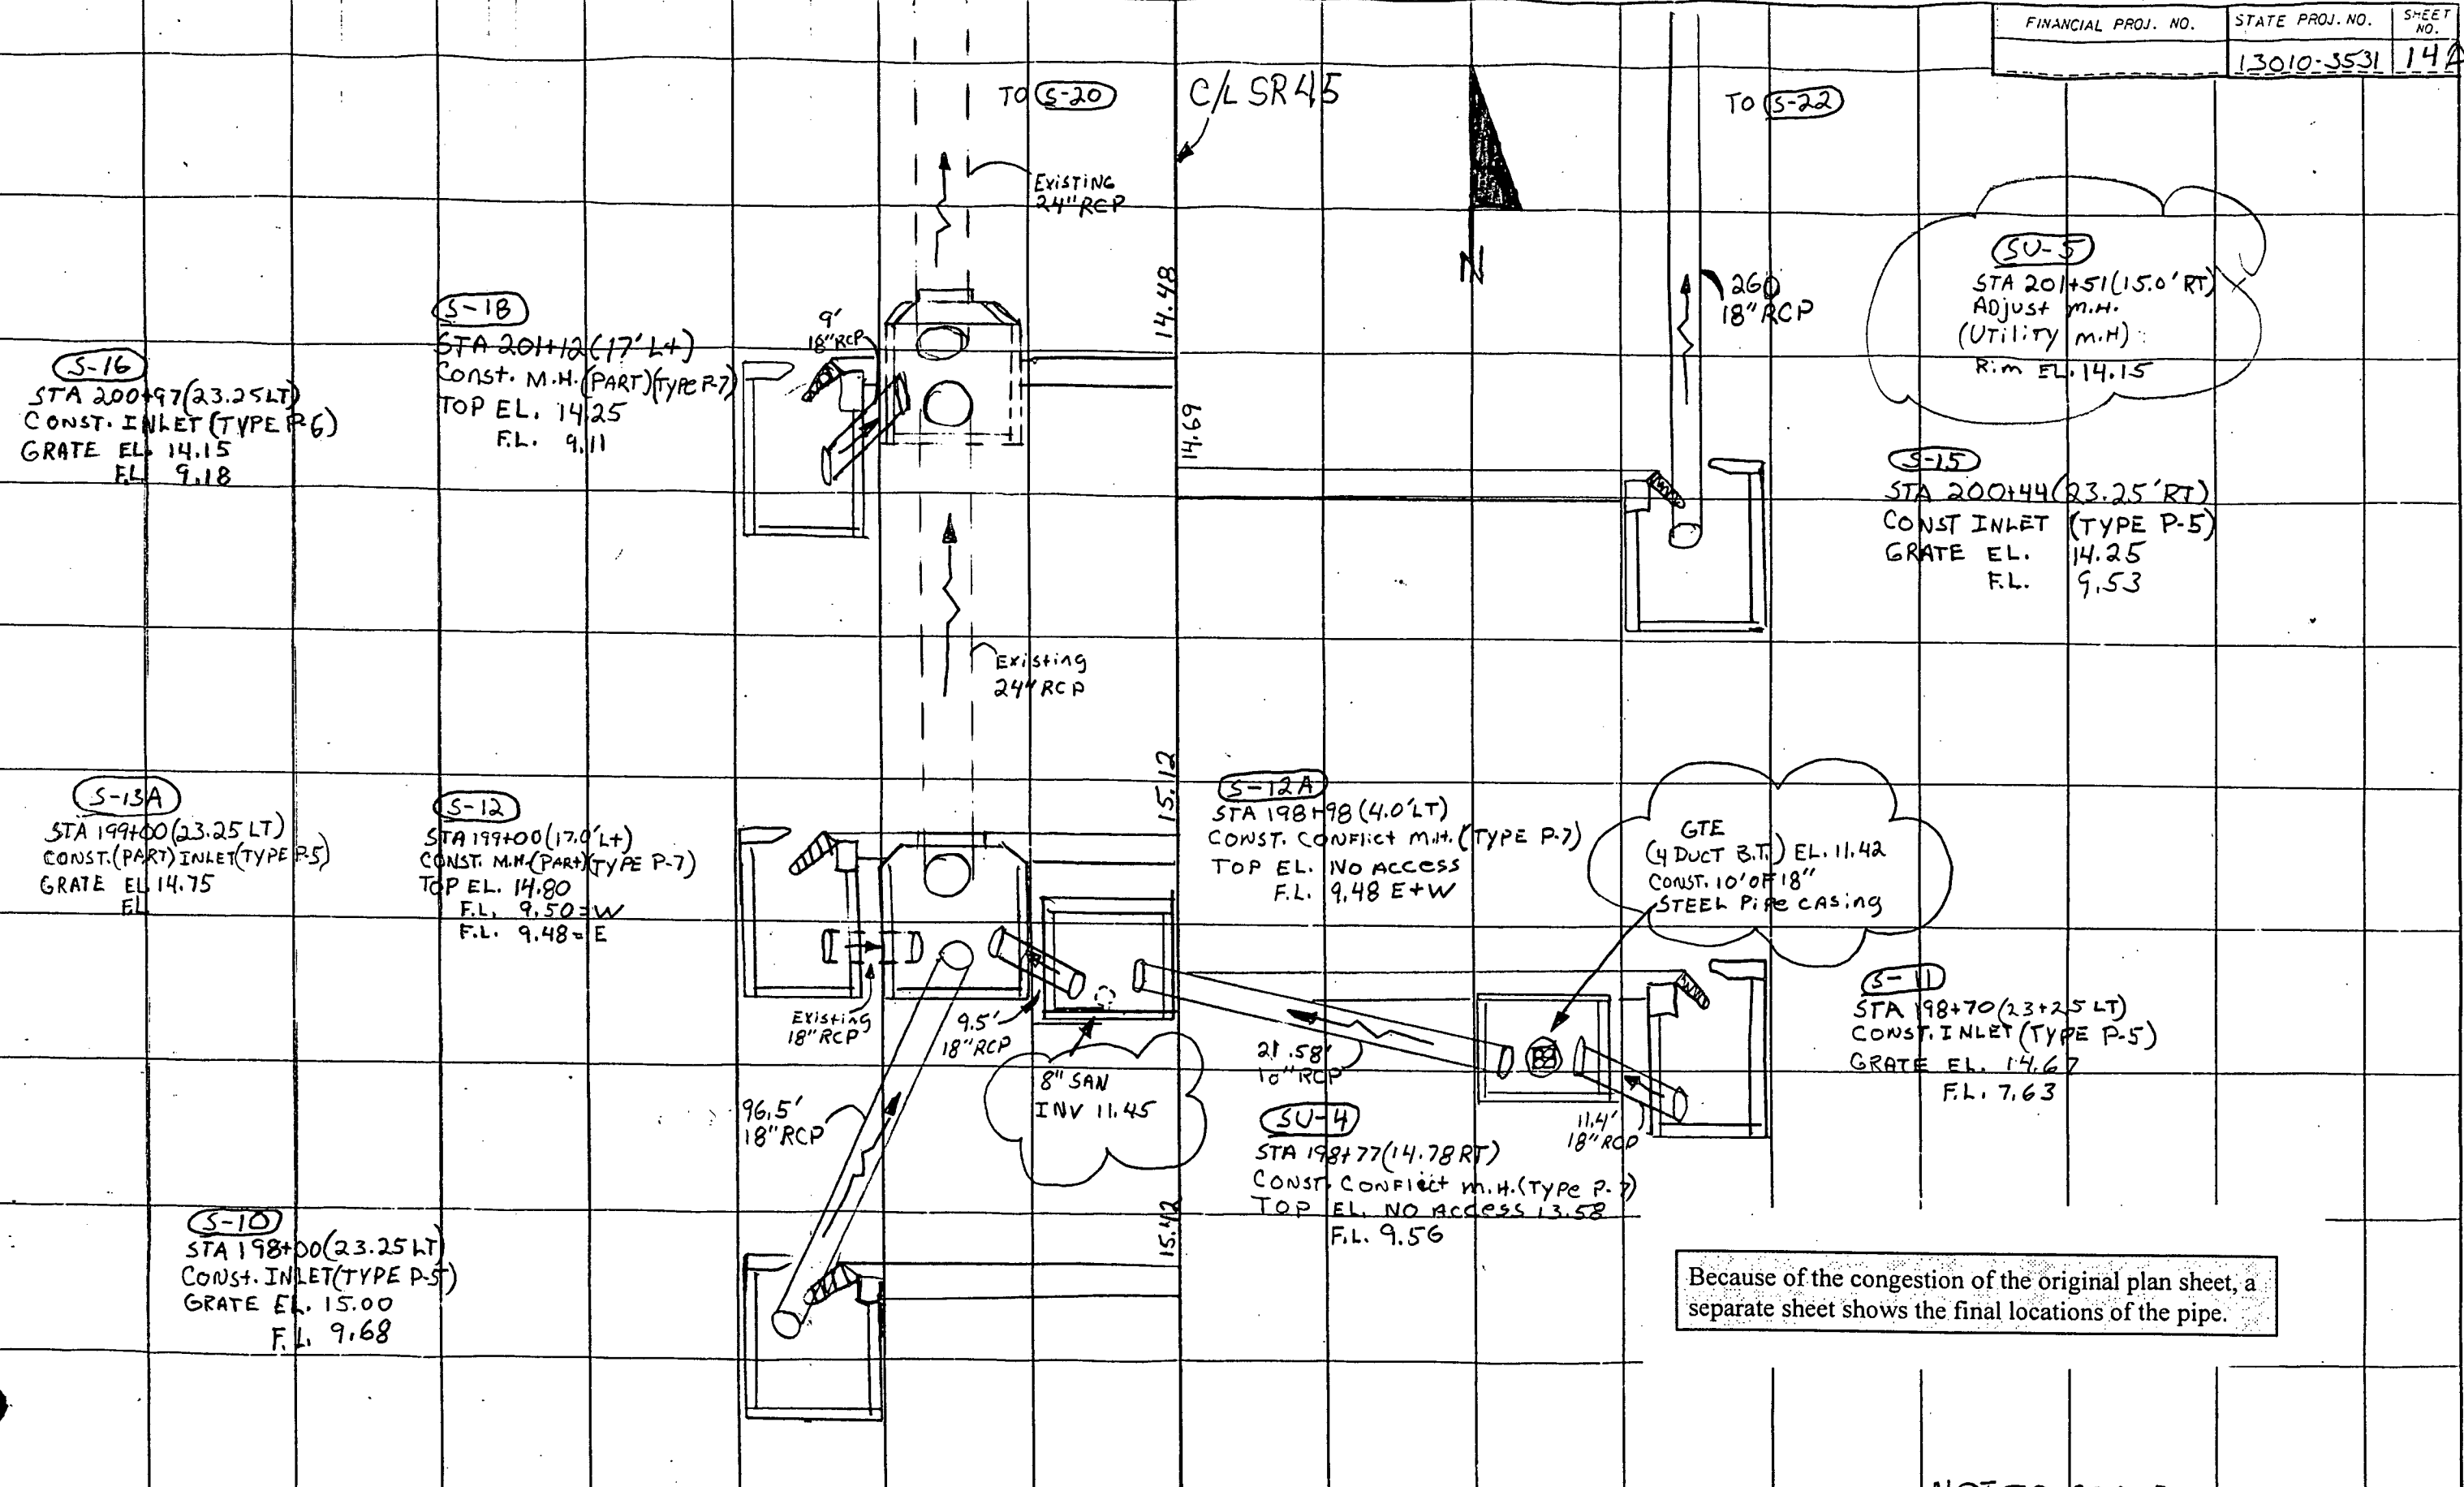 FINANCIAL PROJ. NO.
STATE PROJ. NO.
SHEET
NO.
13010-3531
TO S-20
C/L SR 45
TO S-22
EXISTING
24" RCP
N
260
18" RCP
SU-5
STA 201+51 (15.0' RT)
ADJUST M.H.
(UTILITY M.H)
Rim EL. 14.15
14.48
S-18
STA 201+12 (17' Lt)
Const. M.H. (PART) (TYPE P-7)
TOP EL. 14.25
F.L. 9.11
9'
18" RCP
S-16
STA 200+97 (23.25 LT)
CONST. INLET (TYPE P-6)
GRATE EL. 14.15
F.L 9.18
14.69
S-15
STA 200+44 (23.25' RT)
CONST INLET (TYPE P-5)
GRATE EL. 14.25
F.L. 9.53
Existing
24" RCP
15.12
S-13A
STA 199+00 (23.25 LT)
CONST. (PART) INLET (TYPE P-5)
GRATE EL 14.75
F.L
S-12
STA 199+00 (17.0' Lt)
CONST. M.H. (PART) (TYPE P-7)
TOP EL. 14.80
F.L. 9.50 = W
F.L. 9.48 = E
S-12A
STA 198+98 (4.0' LT)
CONST. CONFLICT M.H. (TYPE P-7)
TOP EL. NO ACCESS
F.L. 9.48 E+W
GTE
(4 DUCT B.T.) EL. 11.42
CONST. 10' OF 18"
STEEL PiPe CASing
Existing
18" RCP
9.5'
18" RCP
8" SAN
INV 11.45
21.58'
18" RCP
11.4'
18" RCP
S-11
STA 198+70 (23+25 LT)
CONST. INLET (TYPE P-5)
GRATE EL. 14.67
F.L. 7.63
96.5'
18" RCP
SU-4
STA 198+77 (14.78 RT)
CONST. CONFlict M.H. (TYPe P-7)
TOP EL. NO ACCESS 13.58
F.L. 9.56
15.42
S-10
STA 198+00 (23.25 LT)
CONSt. INLET (TYPE P-5)
GRATE EL. 15.00
F.L. 9.68
Because of the congestion of the original plan sheet, a
separate sheet shows the final locations of the pipe.